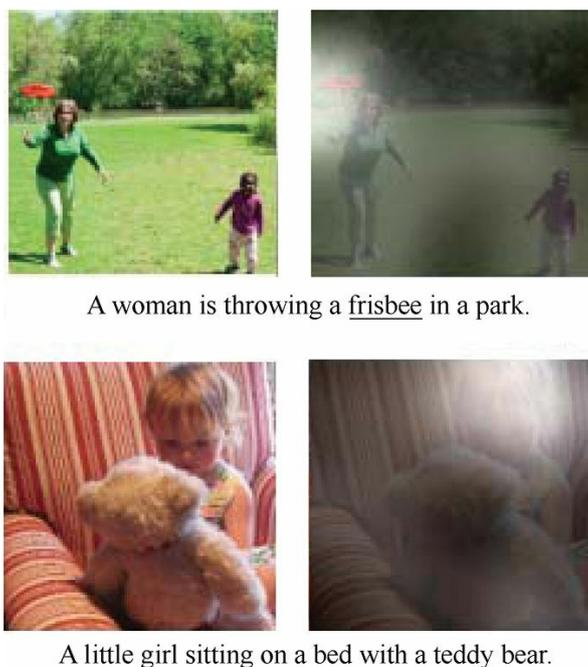 A woman is throwing a frisbee in a park.
A little girl sitting on a bed with a teddy bear.